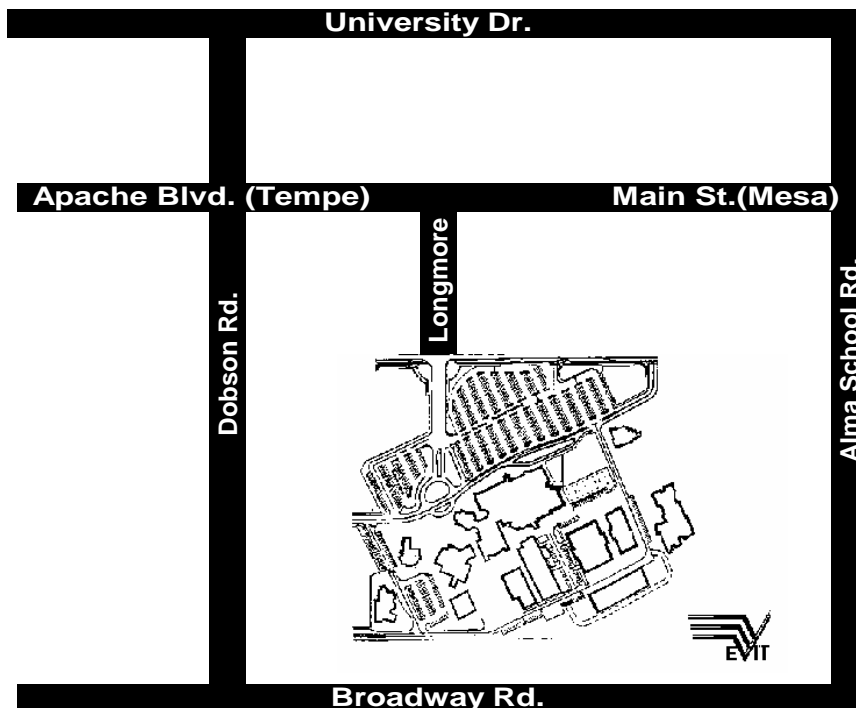 University Dr.
Apache Blvd. (Tempe)
Main St.(Mesa)
Longmore
Dobson Rd.
Alma School Rd.
EVIT
Broadway Rd.